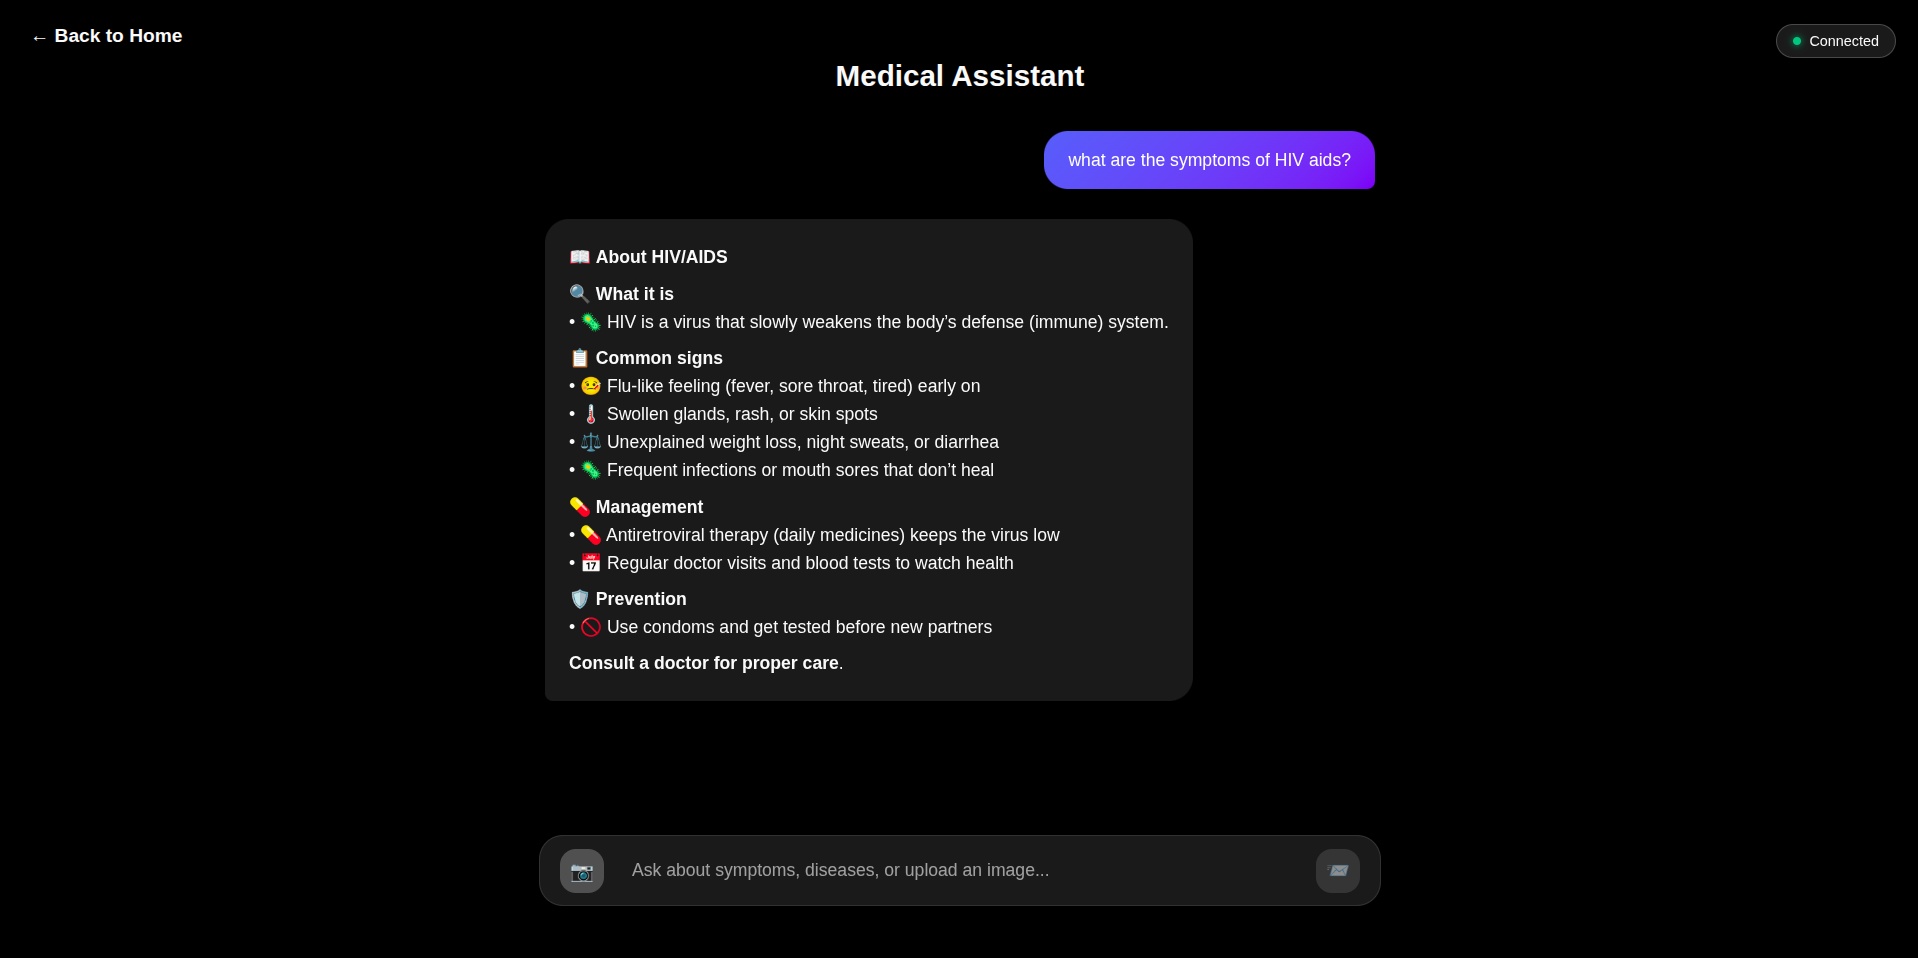 ← Back to Home
Connected
Medical Assistant
what are the symptoms of HIV aids?
📖 About HIV/AIDS
🔍 What it is
• 🦠 HIV is a virus that slowly weakens the body’s defense (immune) system.
📋 Common signs
• 🤒 Flu-like feeling (fever, sore throat, tired) early on
• 🌡️ Swollen glands, rash, or skin spots
• ⚖️ Unexplained weight loss, night sweats, or diarrhea
• 🦠 Frequent infections or mouth sores that don’t heal
💊 Management
• 💊 Antiretroviral therapy (daily medicines) keeps the virus low
• 📅 Regular doctor visits and blood tests to watch health
🛡️ Prevention
• 🚫 Use condoms and get tested before new partners
Consult a doctor for proper care.
Ask about symptoms, diseases, or upload an image...